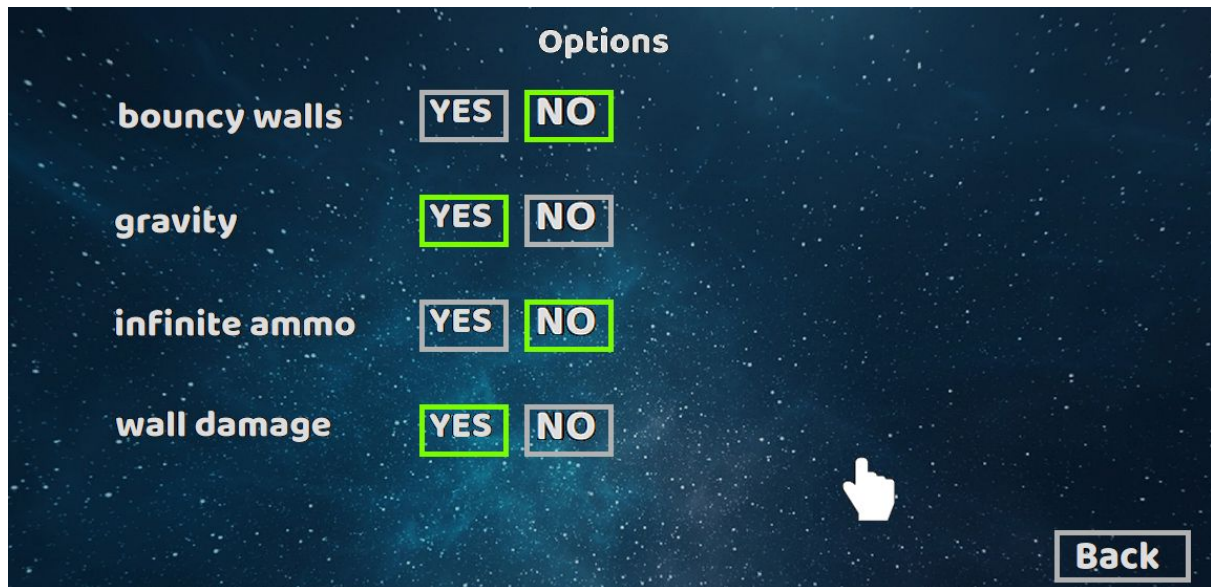 Options
bouncy walls YES NO
gravity YES NO
infinite ammo YES NO
wall damage YES NO
Back